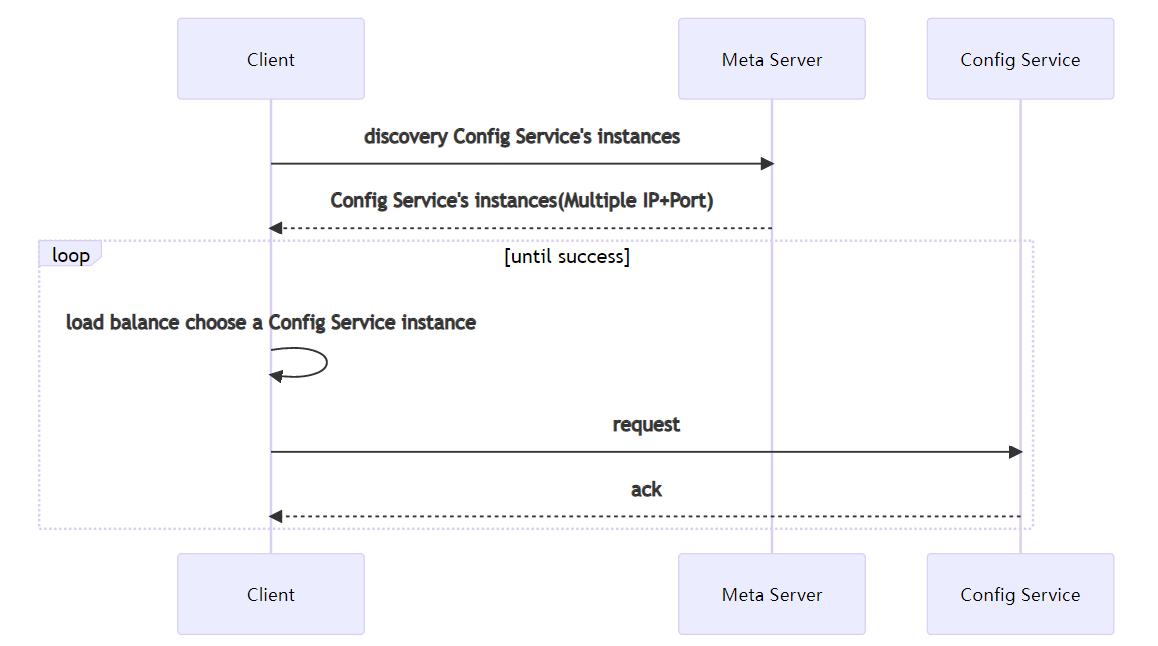 Client
Meta Server
Config Service
discovery Config Service's instances
Config Service's instances(Multiple IP+Port)
loop
[until success]
load balance choose a Config Service instance
request
ack
Client
Meta Server
Config Service